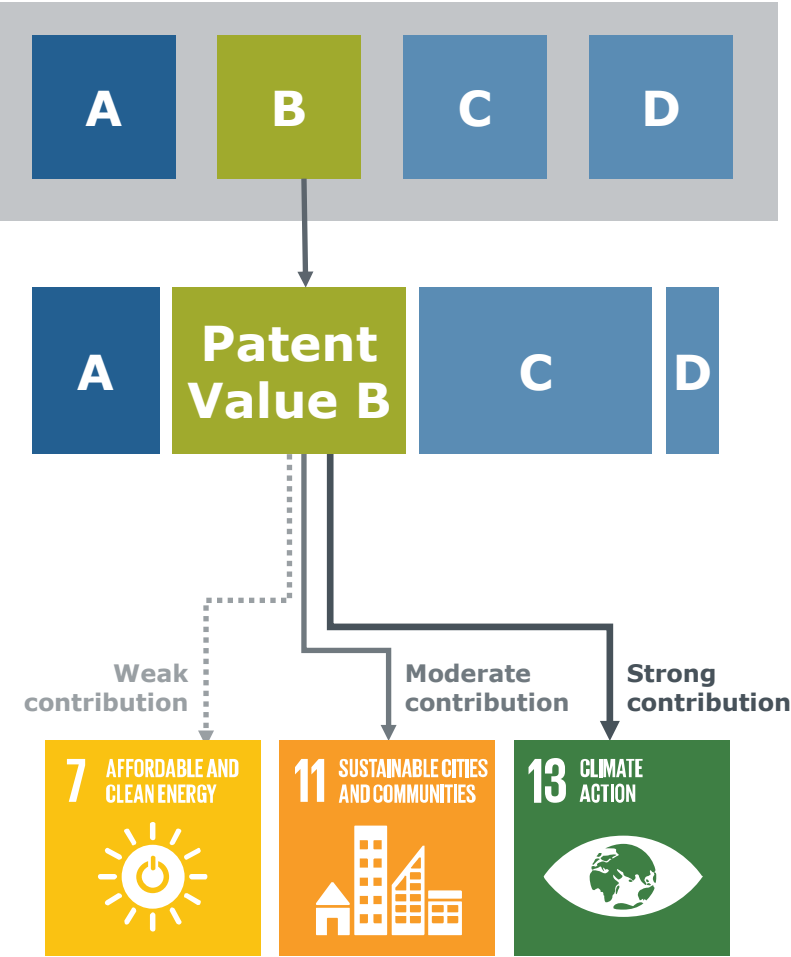 A
B
C
D
A
Patent
Value B
C
D
Weak
contribution
Moderate
contribution
Strong
contribution
7 AFFORDABLE AND
CLEAN ENERGY
11 SUSTAINABLE CITIES
AND COMMUNITIES
13 CLIMATE
ACTION